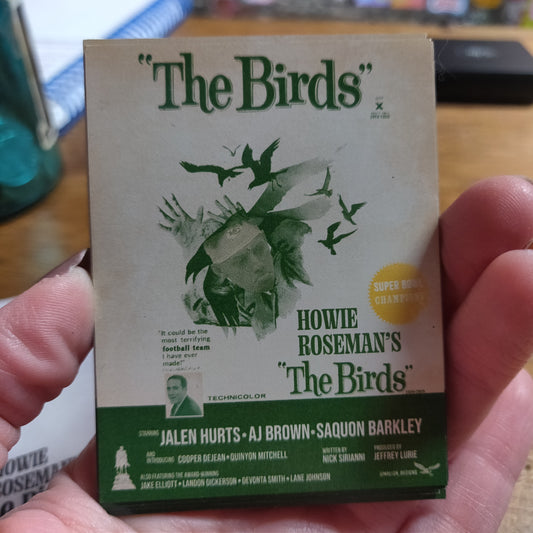 "The Birds"
X
SUPER BOWL
CHAMPIONS
"It could be the
most terrifying
football team
I have ever
made!"
HOWIE
ROSEMAN'S
"The Birds"
TECHNICOLOR
STARRING JALEN HURTS • AJ BROWN • SAQUON BARKLEY
AND INTRODUCING COOPER DEJEAN • QUINYON MITCHELL
WRITTEN BY
NICK SIRIANNI
PRODUCED BY
JEFFREY LURIE
ALSO FEATURING THE AWARD-WINNING
JAKE ELLIOTT • LANDON DICKERSON • DEVONTA SMITH • LANE JOHNSON
HOWIE
ROSEMAN